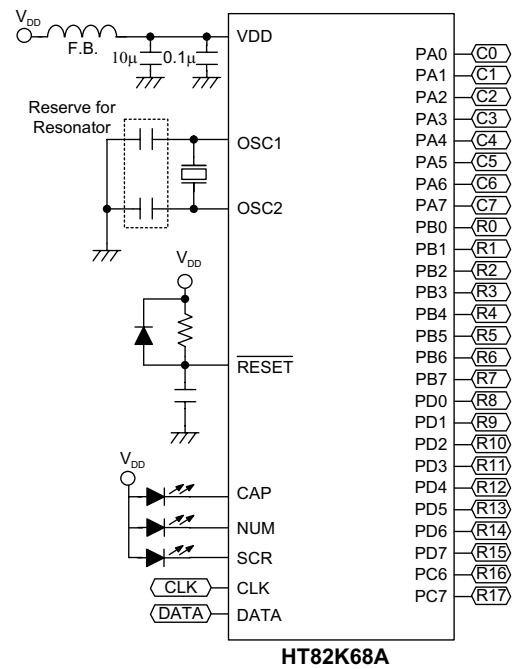 VDD
F.B.
10μ
0.1μ
VDD
Reserve for
Resonator
OSC1
OSC2
VDD
RESET
VDD
CAP
NUM
SCR
CLK
CLK
DATA
DATA
PA0
C0
PA1
C1
PA2
C2
PA3
C3
PA4
C4
PA5
C5
PA6
C6
PA7
C7
PB0
R0
PB1
R1
PB2
R2
PB3
R3
PB4
R4
PB5
R5
PB6
R6
PB7
R7
PD0
R8
PD1
R9
PD2
R10
PD3
R11
PD4
R12
PD5
R13
PD6
R14
PD7
R15
PC6
R16
PC7
R17
HT82K68A